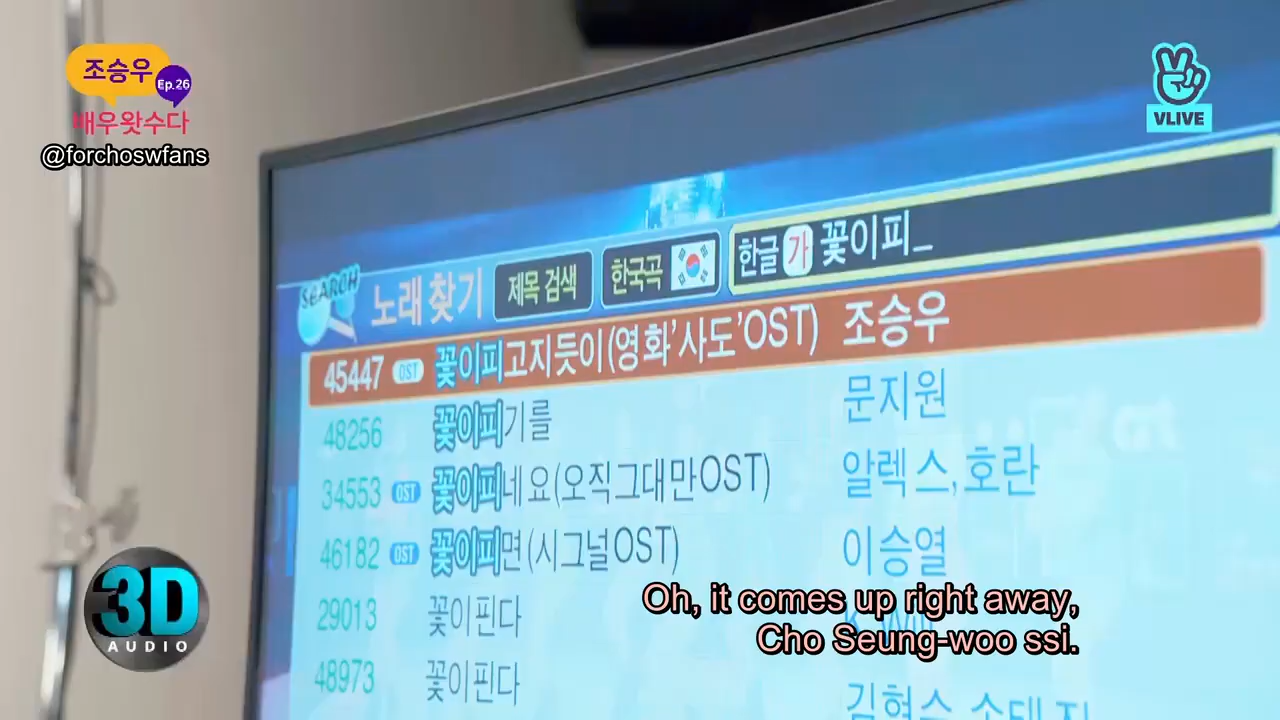 조승우
Ep.26
배우왓수다
@forchoswfans
VLIVE
SEARCH
노래 찾기 제목 검색 한국곡 한글 가 꽃이피_
45447 OST 꽃이피고지듯이(영화'사도'OST) 조승우
48256 꽃이피기를 문지원
34553 OST 꽃이피네요(오직그대만OST) 알렉스,호란
46182 OST 꽃이피면(시그널OST) 이승열
29013 꽃이핀다
48973 꽃이핀다
3D
AUDIO
Oh, it comes up right away,
Cho Seung-woo ssi.